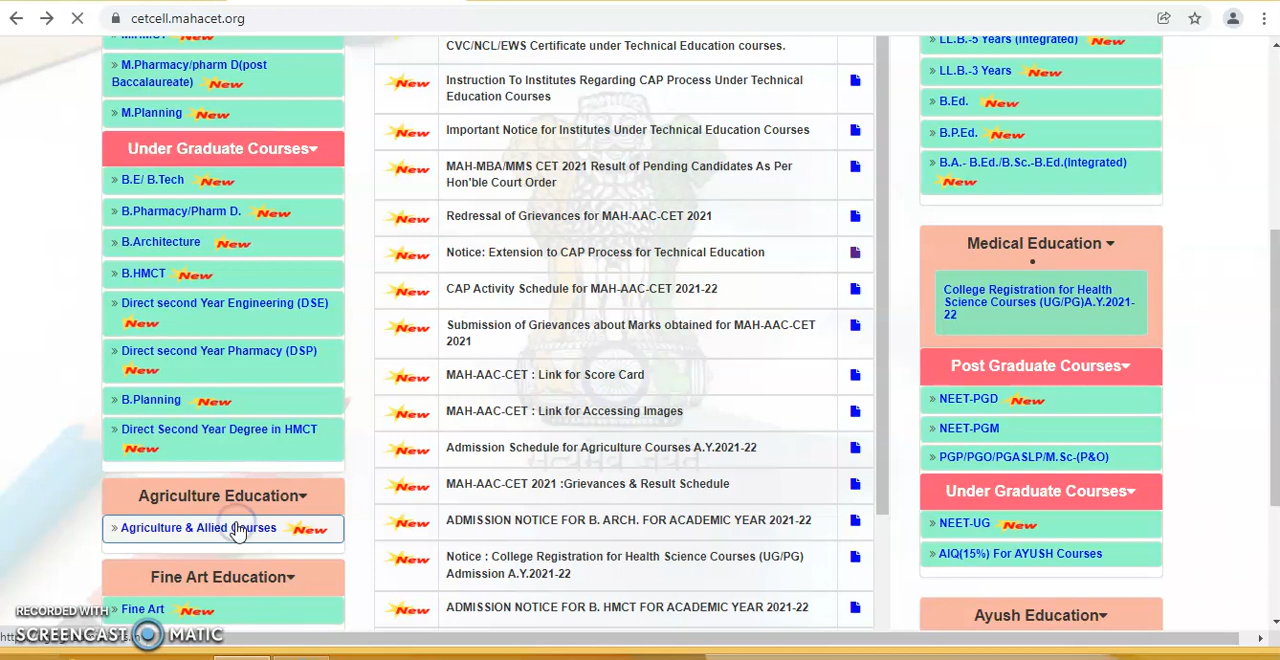 cetcell.mahacet.org
New
M.Pharmacy/pharm D(post
Baccalaureate) New
» M.Planning New
Under Graduate Courses
» B.E/ B.Tech New
» B.Pharmacy/Pharm D. New
» B.Architecture New
» B.HMCT New
» Direct second Year Engineering (DSE)
New
» Direct second Year Pharmacy (DSP)
New
» B.Planning New
» Direct Second Year Degree in HMCT
New
Agriculture Education
» Agriculture & Allied Courses New
Fine Art Education
» Fine Art New
RECORDED WITH
SCREENCAST MATIC
CVC/NCL/EWS Certificate under Technical Education courses.
New Instruction To Institutes Regarding CAP Process Under Technical
Education Courses
New Important Notice for Institutes Under Technical Education Courses
New MAH-MBA/MMS CET 2021 Result of Pending Candidates As Per
Hon'ble Court Order
New Redressal of Grievances for MAH-AAC-CET 2021
New Notice: Extension to CAP Process for Technical Education
New CAP Activity Schedule for MAH-AAC-CET 2021-22
New Submission of Grievances about Marks obtained for MAH-AAC-CET
2021
New MAH-AAC-CET : Link for Score Card
New MAH-AAC-CET : Link for Accessing Images
New Admission Schedule for Agriculture Courses A.Y.2021-22
New MAH-AAC-CET 2021 :Grievances & Result Schedule
New ADMISSION NOTICE FOR B. ARCH. FOR ACADEMIC YEAR 2021-22
New Notice : College Registration for Health Science Courses (UG/PG)
Admission A.Y.2021-22
New ADMISSION NOTICE FOR B. HMCT FOR ACADEMIC YEAR 2021-22
» LL.B.-5 Years (Integrated) New
» LL.B.-3 Years New
» B.Ed. New
» B.P.Ed. New
» B.A.- B.Ed./B.Sc.-B.Ed.(Integrated)
New
Medical Education
College Registration for Health
Science Courses (UG/PG)A.Y.2021-
22
Post Graduate Courses
» NEET-PGD New
» NEET-PGM
» PGP/PGO/PGASLP/M.Sc-(P&O)
Under Graduate Courses
» NEET-UG New
» AIQ(15%) For AYUSH Courses
Ayush Education